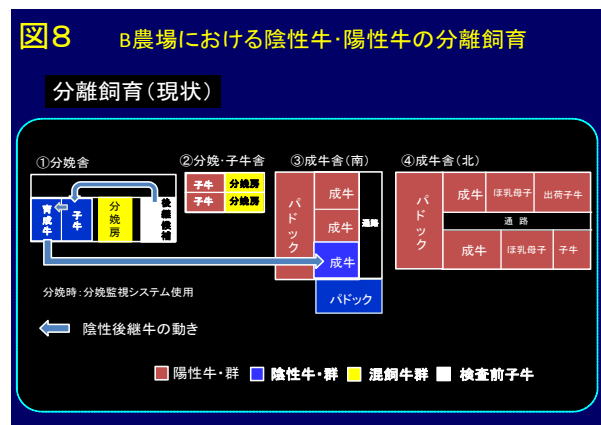 図8 B農場における陰性牛・陽性牛の分離飼育
分離飼育(現状)
①分娩舎
②分娩・子牛舎
③成牛舎(南)
④成牛舎(北)
育成牛
子牛
分娩房
後継候補
子牛 分娩房
子牛 分娩房
パドック
成牛
成牛
成牛
通路
パドック
パドック
成牛 ほ乳母子 出荷子牛
通 路
成牛 ほ乳母子 子牛
分娩時:分娩監視システム使用
陰性後継牛の動き
陽性牛・群 陰性牛・群 混飼牛群 検査前子牛